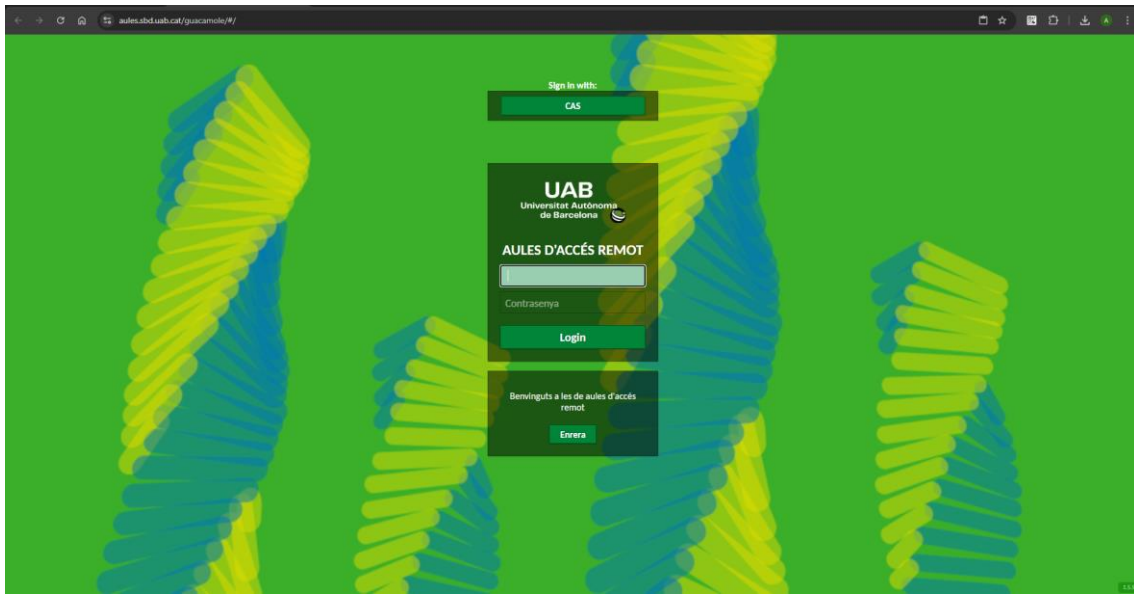 aules.sbd.uab.cat/guacamole/#/
Sign in with:
CAS
UAB
Universitat Autònoma
de Barcelona
AULES D'ACCÉS REMOT
Contrasenya
Login
Benvinguts a les de aules d'accés
remot
Enrera